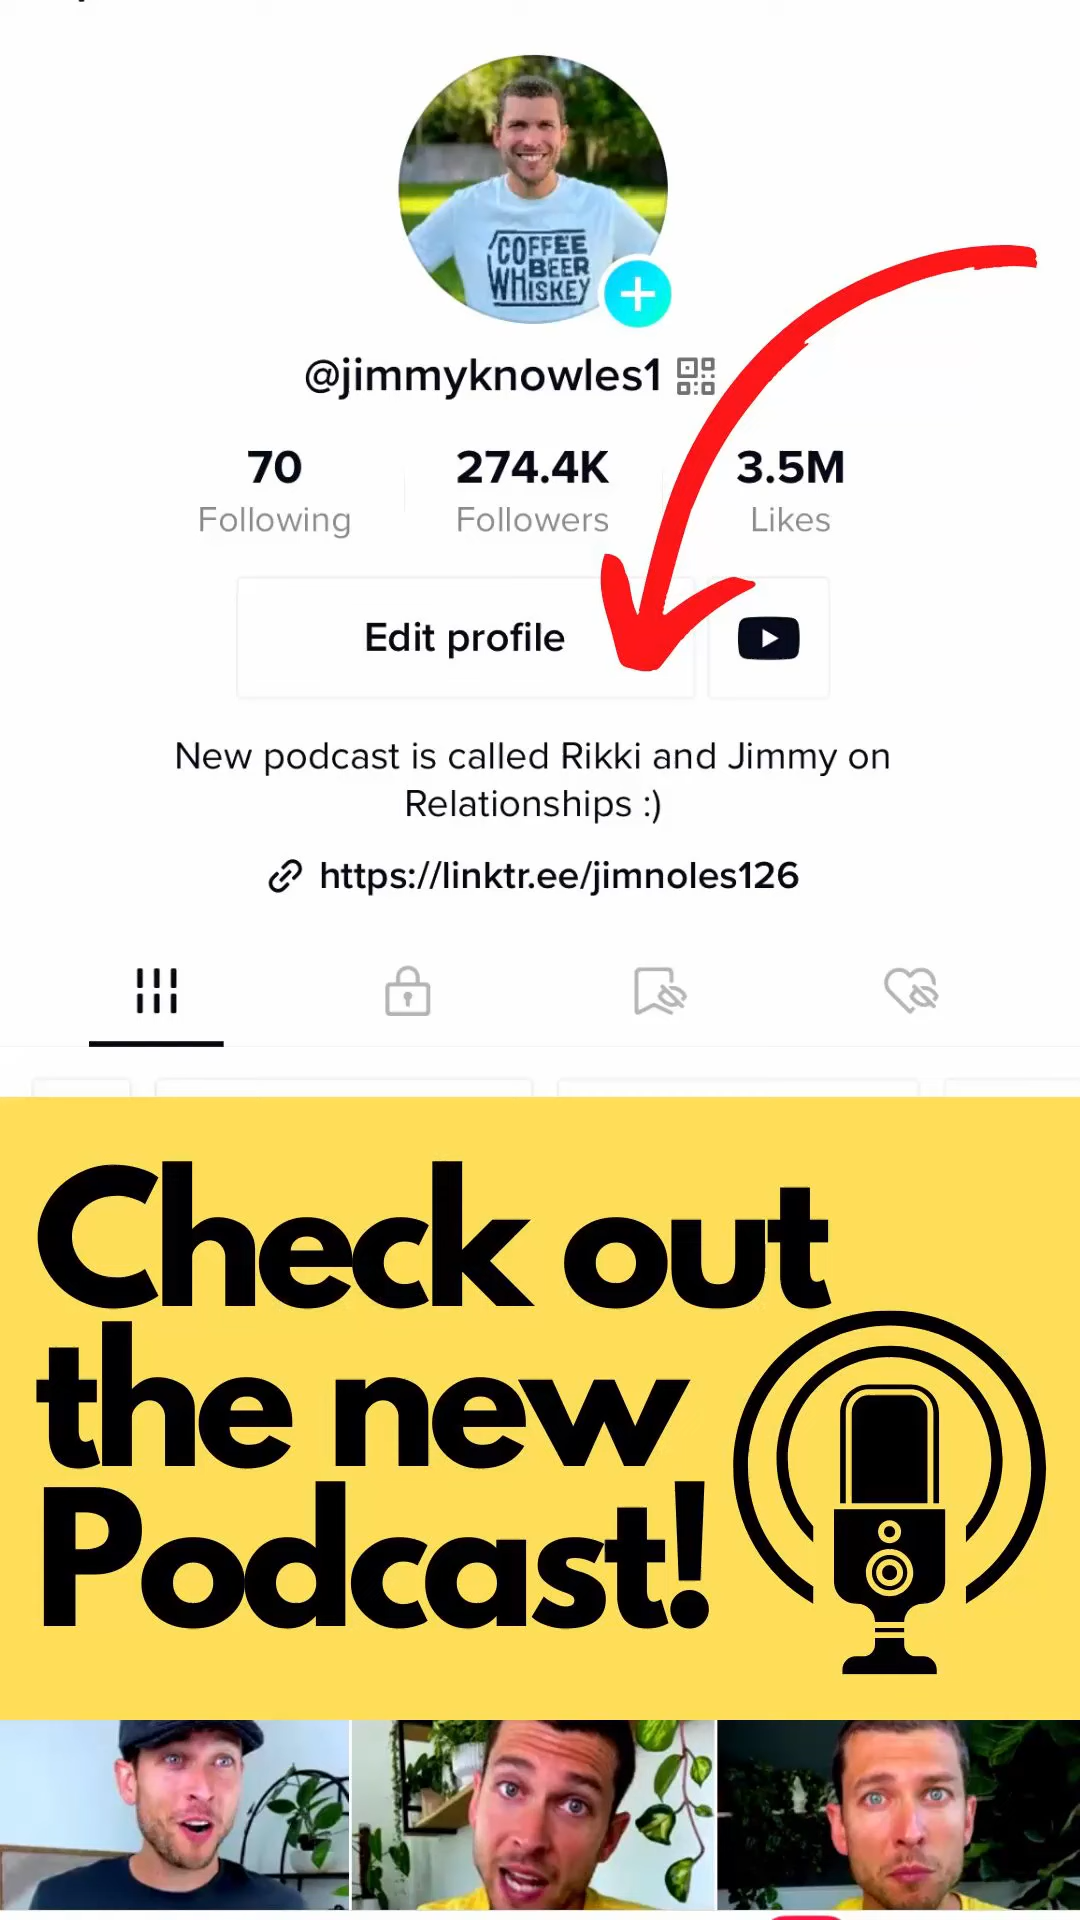 COFFEE
BEER
WHISKEY
@jimmyknowles1
70
Following
274.4K
Followers
3.5M
Likes
Edit profile
New podcast is called Rikki and Jimmy on
Relationships :)
https://linktr.ee/jimnoles126
Check out
the new
Podcast!